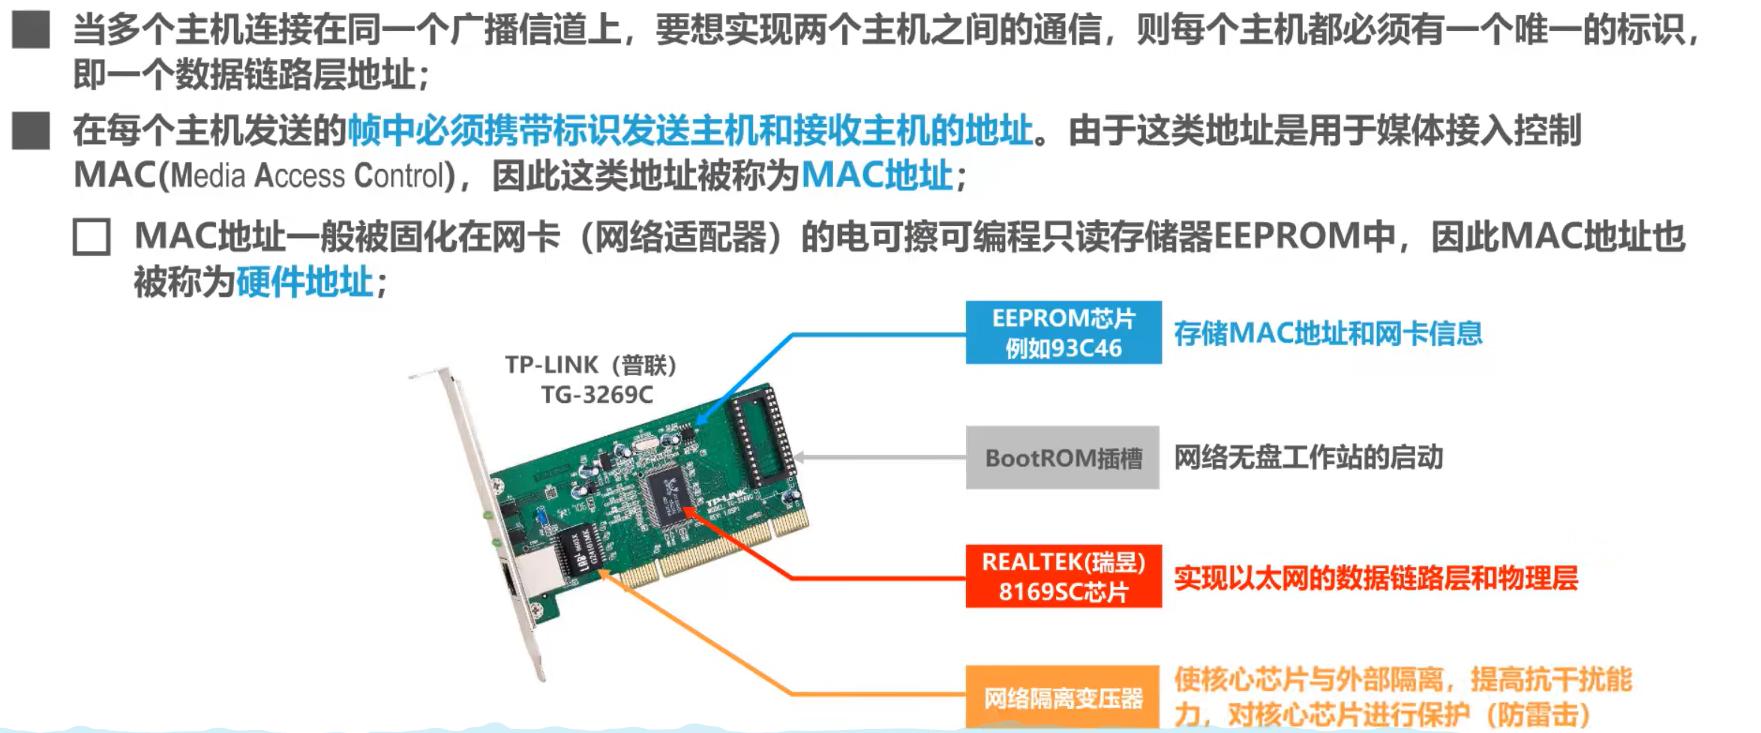 当多个主机连接在同一个广播信道上，要想实现两个主机之间的通信，则每个主机都必须有一个唯一的标识，
即一个数据链路层地址；
在每个主机发送的帧中必须携带标识发送主机和接收主机的地址。由于这类地址是用于媒体接入控制
MAC(Media Access Control)，因此这类地址被称为MAC地址；
MAC地址一般被固化在网卡（网络适配器）的电可擦可编程只读存储器EEPROM中，因此MAC地址也
被称为硬件地址；
EEPROM芯片
例如93C46
存储MAC地址和网卡信息
TP-LINK（普联）
TG-3269C
BootROM插槽
网络无盘工作站的启动
TP-LINK
REALTEK(瑞昱)
8169SC芯片
实现以太网的数据链路层和物理层
网络隔离变压器
使核心芯片与外部隔离，提高抗干扰能
力，对核心芯片进行保护（防雷击）